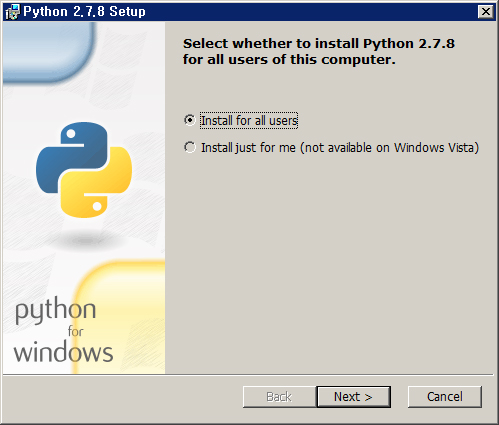 Python 2.7.8 Setup
Select whether to install Python 2.7.8
for all users of this computer.
Install for all users
Install just for me (not available on Windows Vista)
python
for
windows
Back
Next >
Cancel